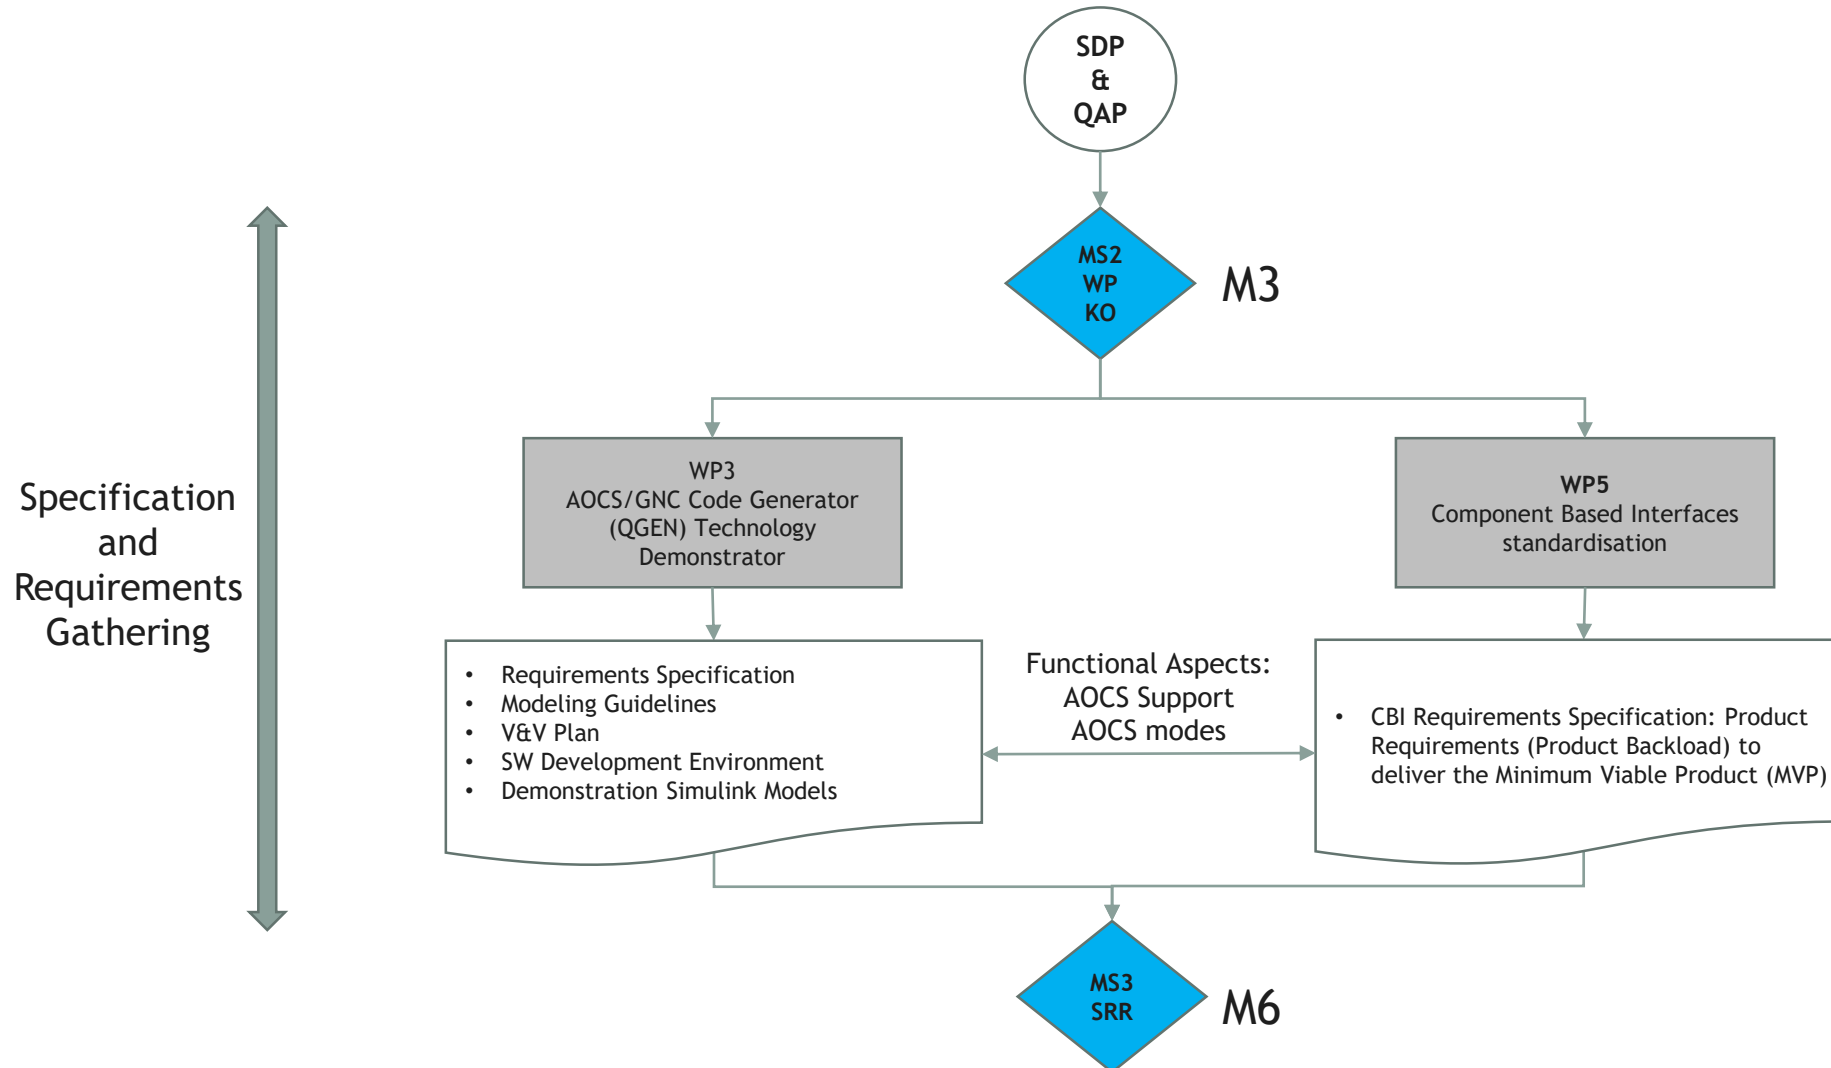 SDP
&
QAP
MS2
WP
KO
M3
Specification
and
Requirements
Gathering
WP3
AOCS/GNC Code Generator
(QGEN) Technology
Demonstrator
WP5
Component Based Interfaces
standardisation
• Requirements Specification
• Modeling Guidelines
• V&V Plan
• SW Development Environment
• Demonstration Simulink Models
Functional Aspects:
AOCS Support
AOCS modes
• CBI Requirements Specification: Product
Requirements (Product Backload) to
deliver the Minimum Viable Product (MVP)
MS3
SRR
M6